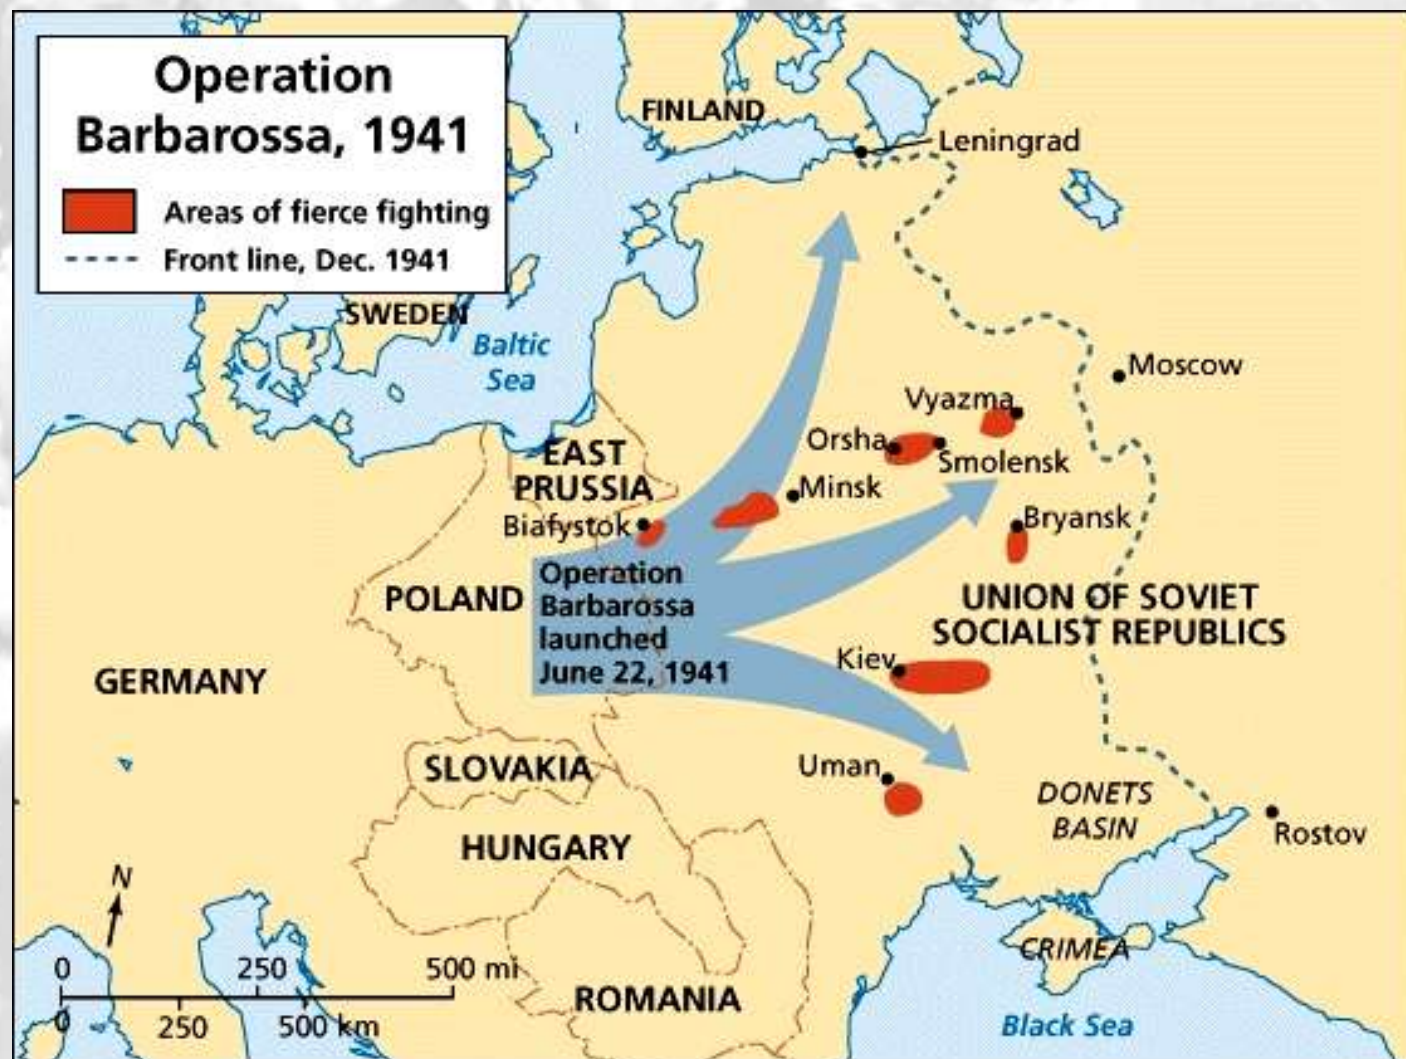 Operation
Barbarossa, 1941
Areas of fierce fighting
Front line, Dec. 1941
FINLAND
Leningrad
SWEDEN
Baltic
Sea
Moscow
Vyazma
Orsha
Smolensk
EAST
PRUSSIA
Minsk
Biafystok
Bryansk
Operation
Barbarossa
launched
June 22, 1941
POLAND
UNION OF SOVIET
SOCIALIST REPUBLICS
GERMANY
Kiev
SLOVAKIA
Uman
DONETS
BASIN
Rostov
HUNGARY
N
CRIMEA
0 250 500 mi
0 250 500 km
ROMANIA
Black Sea